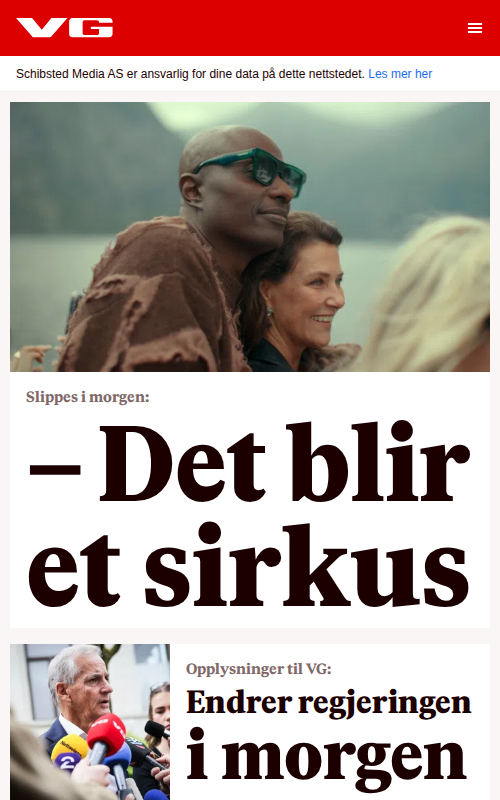 VG
Schibsted Media AS er ansvarlig for dine data på dette nettstedet. Les mer her
Slippes i morgen:
– Det blir
et sirkus
2
Opplysninger til VG:
Endrer regjeringen
i morgen